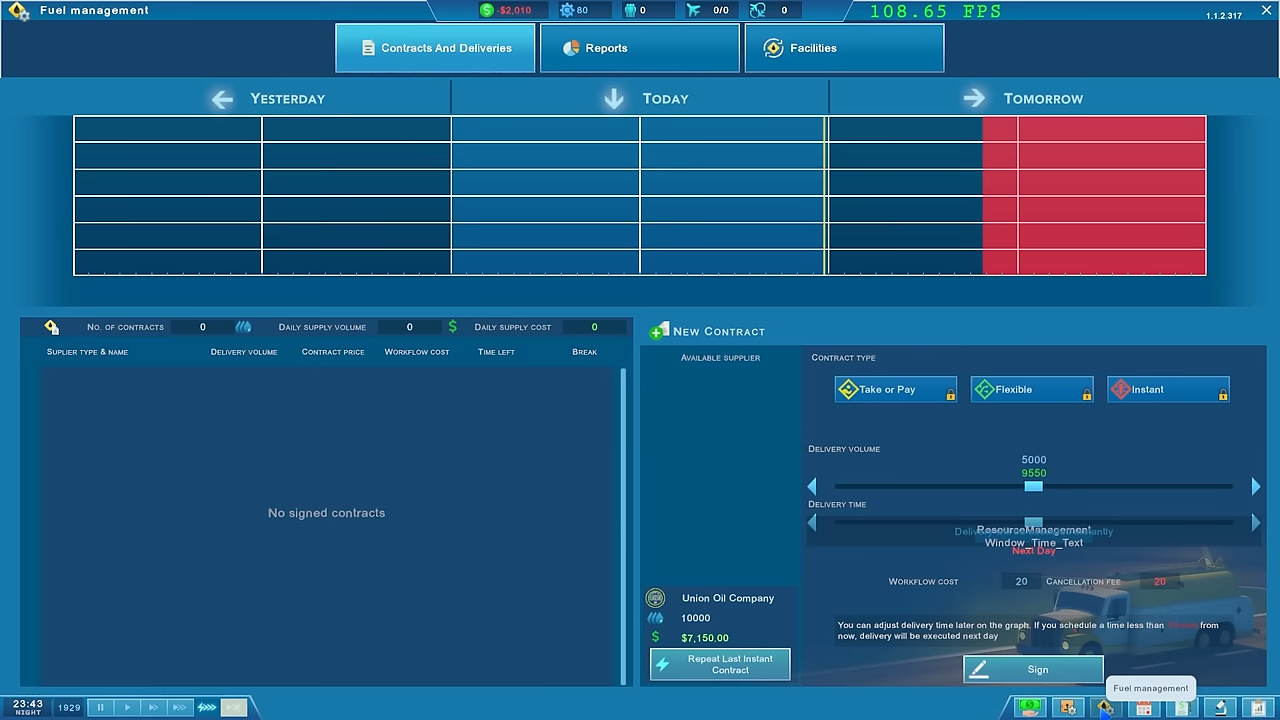 Fuel management
-$2,010
80
0
0/0
0
108.65 FPS
1.1.2.317
Contracts And Deliveries
Reports
Facilities
Yesterday
Today
Tomorrow
No. of contracts
0
Daily supply volume
0
$
Daily supply cost
0
Suplier type & name
Delivery volume
Contract price
Workflow cost
Time left
Break
No signed contracts
New Contract
Available supplier
Contract type
Take or Pay
Flexible
Instant
Delivery volume
5000
9550
Delivery time
ResourseManagement
Window_Time_Text
Next Day
Workflow cost
20
Cancellation fee
20
You can adjust delivery time later on the graph. If you schedule a time less than
from
now, delivery will be executed next day
Union Oil Company
10000
$
$7,150.00
Repeat Last Instant
Contract
Sign
Fuel management
23:43
NIGHT
1929